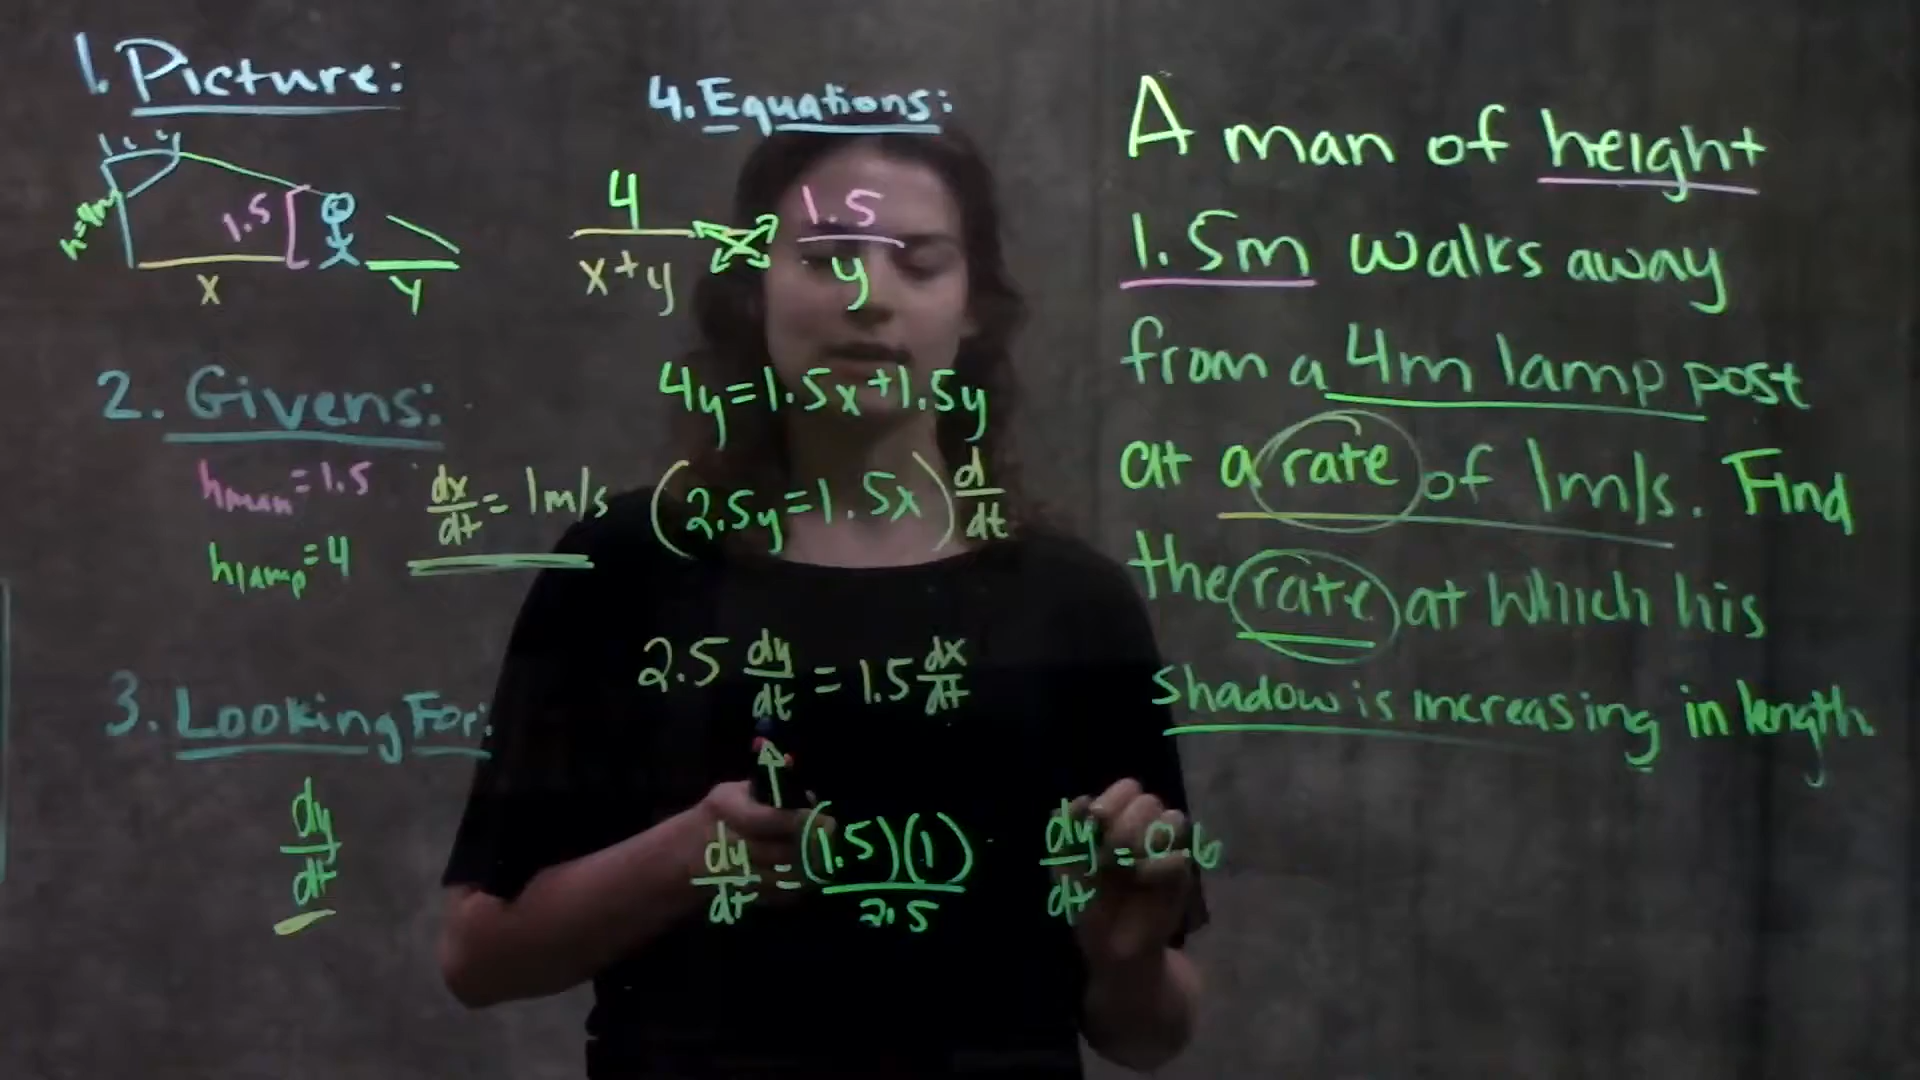 1. Picture:
h=4m
1.5
x
y
2. Givens:
hman=1.5
hlamp=4
dx/dt = 1m/s
3. Looking For:
dy/dt
4. Equations:
4/x+y 1.5/y
4y=1.5x+1.5y
(2.5y=1.5x) d/dt
2.5 dy/dt = 1.5 dx/dt
dy/dt = (1.5)(1)/2.5
dy/dt = 0.6
A man of height
1.5m walks away
from a 4m lamp post
at a rate of 1m/s. Find
the rate at which his
shadow is increasing in length.